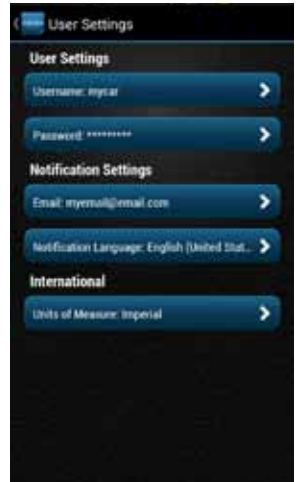 User Settings
User Settings
Username: mycar
Password: *********
Notification Settings
Email: myemail@email.com
Notification Language: English (United Stat..
International
Units of Measure: Imperial